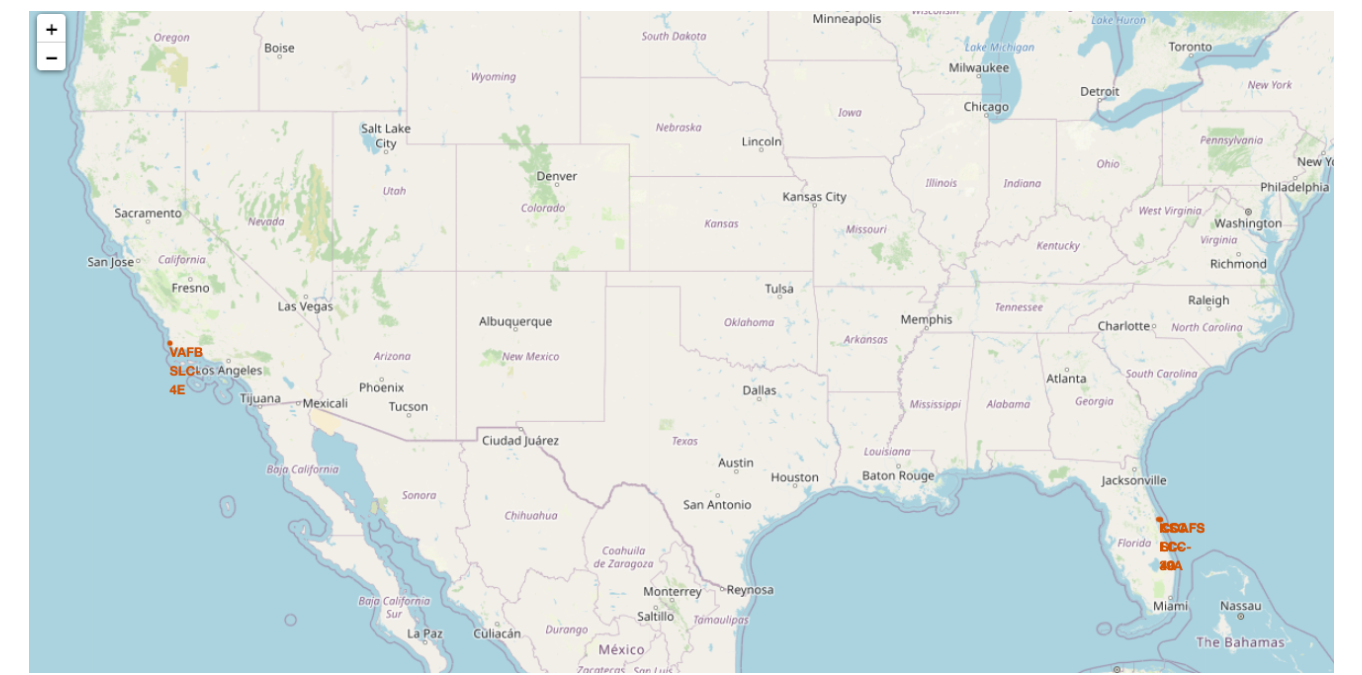 +
−
Oregon
Boise
South Dakota
Minneapolis
Wisconsin
Lake Huron
Lake Michigan
Toronto
Wyoming
Milwaukee
New York
Detroit
Chicago
Iowa
Salt Lake
City
Nebraska
Lincoln
Pennsylvania
New Yo
Ohio
Denver
Utah
Illinois
Indiana
Philadelphia
Kansas City
Colorado
Sacramento
Nevada
Kansas
Missouri
West Virginia
Washington
Virginia
Kentucky
San Jose
California
Richmond
Fresno
Tulsa
Las Vegas
Raleigh
Tennessee
Albuquerque
Oklahoma
Memphis
Charlotte
North Carolina
Arkansas
VAFB
SLC-
4E
Los Angeles
Arizona
New Mexico
South Carolina
Atlanta
Phoenix
Dallas
Tijuana
Mexicali
Tucson
Mississippi
Alabama
Georgia
Ciudad Juárez
Texas
Louisiana
Austin
Baja California
Houston
Baton Rouge
Jacksonville
Sonora
San Antonio
Chihuahua
Florida
Coahuila
de Zaragoza
Monterrey
Reynosa
Baja California
Sur
Saltillo
Tamaulipas
Miami
Nassau
La Paz
Culiacán
Durango
México
The Bahamas
Zacatecas
San Luis